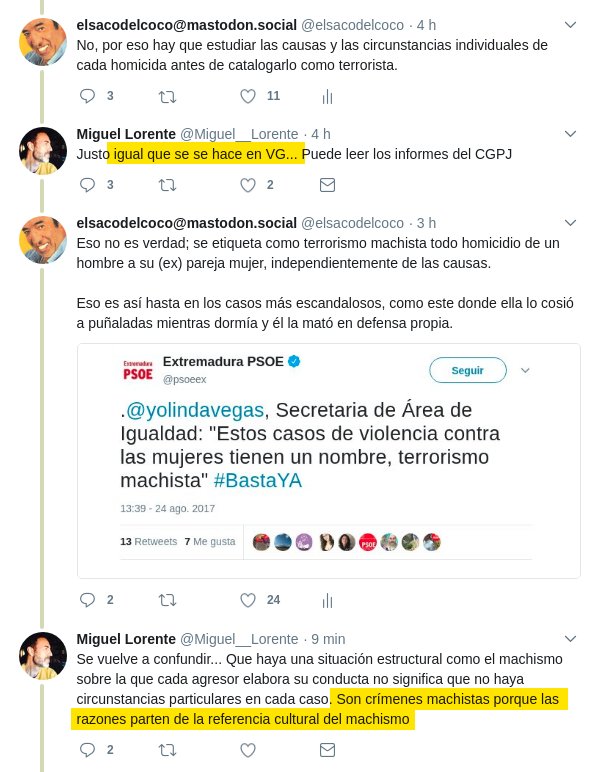 elsacodelcoco@mastodon.social @elsacodelcoco · 4 h
No, por eso hay que estudiar las causas y las circunstancias individuales de
cada homicida antes de catalogarlo como terrorista.
3 11
Miguel Lorente @Miguel__Lorente · 4 h
Justo igual que se se hace en VG... Puede leer los informes del CGPJ
3 2
elsacodelcoco@mastodon.social @elsacodelcoco · 3 h
Eso no es verdad; se etiqueta como terrorismo machista todo homicidio de un
hombre a su (ex) pareja mujer, independientemente de las causas.
Eso es así hasta en los casos más escandalosos, como este donde ella lo cosió
a puñaladas mientras dormía y él la mató en defensa propia.
Extremadura
PSOE
Extremadura PSOE
@psoeex
Seguir
.@yolindavegas, Secretaria de Área de
Igualdad: "Estos casos de violencia contra
las mujeres tienen un nombre, terrorismo
machista" #BastaYA
13:39 - 24 ago. 2017
13 Retweets 7 Me gusta
PSOE
2 24
Miguel Lorente @Miguel__Lorente · 9 min
Se vuelve a confundir... Que haya una situación estructural como el machismo
sobre la que cada agresor elabora su conducta no significa que no haya
circunstancias particulares en cada caso. Son crímenes machistas porque las
razones parten de la referencia cultural del machismo
2